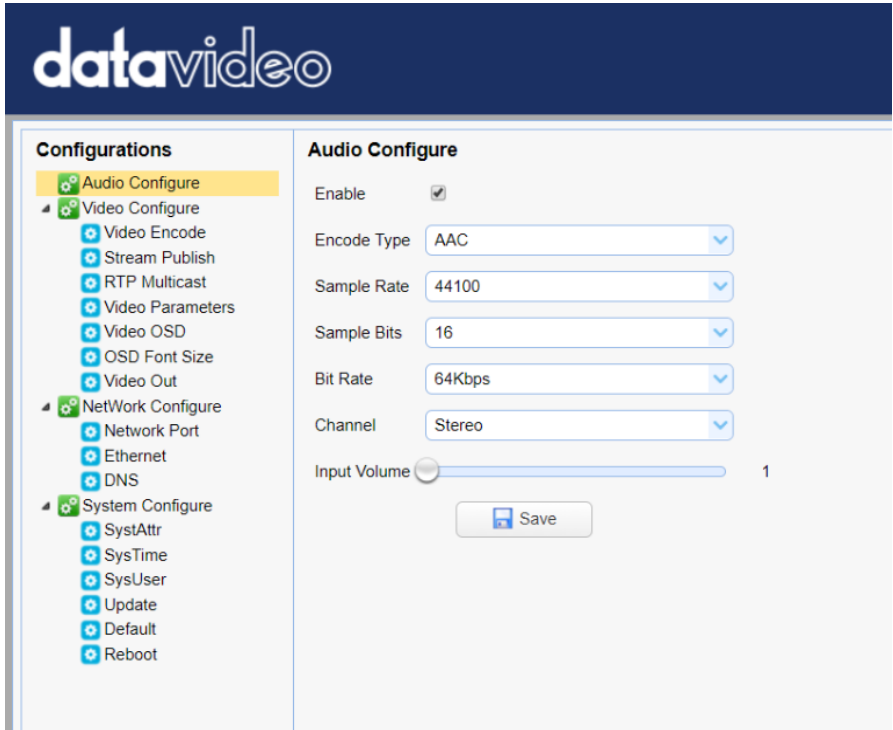 datavideo
Configurations
Audio Configure
Video Configure
Video Encode
Stream Publish
RTP Multicast
Video Parameters
Video OSD
OSD Font Size
Video Out
NetWork Configure
Network Port
Ethernet
DNS
System Configure
SystAttr
SysTime
SysUser
Update
Default
Reboot
Audio Configure
Enable
Encode Type AAC
Sample Rate 44100
Sample Bits 16
Bit Rate 64Kbps
Channel Stereo
Input Volume 1
Save